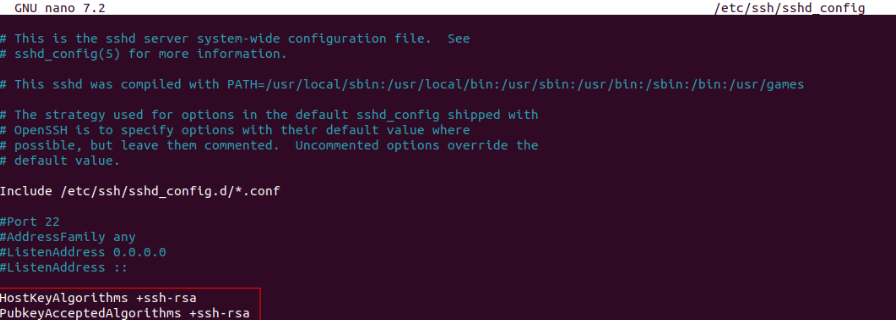 GNU nano 7.2 /etc/ssh/sshd_config
# This is the sshd server system-wide configuration file.  See
# sshd_config(5) for more information.
# This sshd was compiled with PATH=/usr/local/sbin:/usr/local/bin:/usr/sbin:/usr/bin:/sbin:/bin:/usr/games
# The strategy used for options in the default sshd_config shipped with
# OpenSSH is to specify options with their default value where
# possible, but leave them commented.  Uncommented options override the
# default value.
Include /etc/ssh/sshd_config.d/*.conf
#Port 22
#AddressFamily any
#ListenAddress 0.0.0.0
#ListenAddress ::
HostKeyAlgorithms +ssh-rsa
PubkeyAcceptedAlgorithms +ssh-rsa